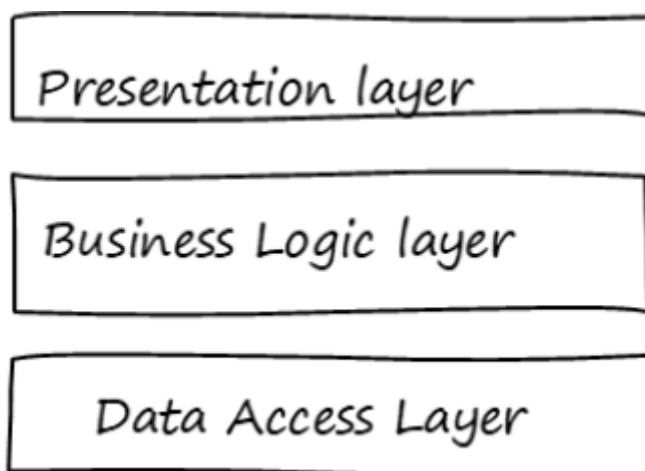 Presentation layer
Business Logic layer
Data Access Layer